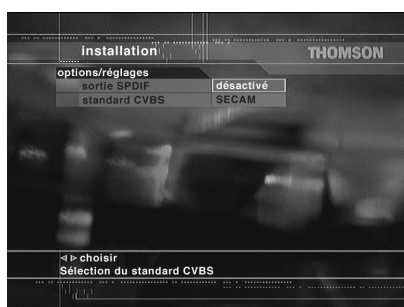 installation
THOMSON
options/réglages
sortie SPDIF désactivé
standard CVBS SECAM
◁ ▷ choisir
Sélection du standard CVBS